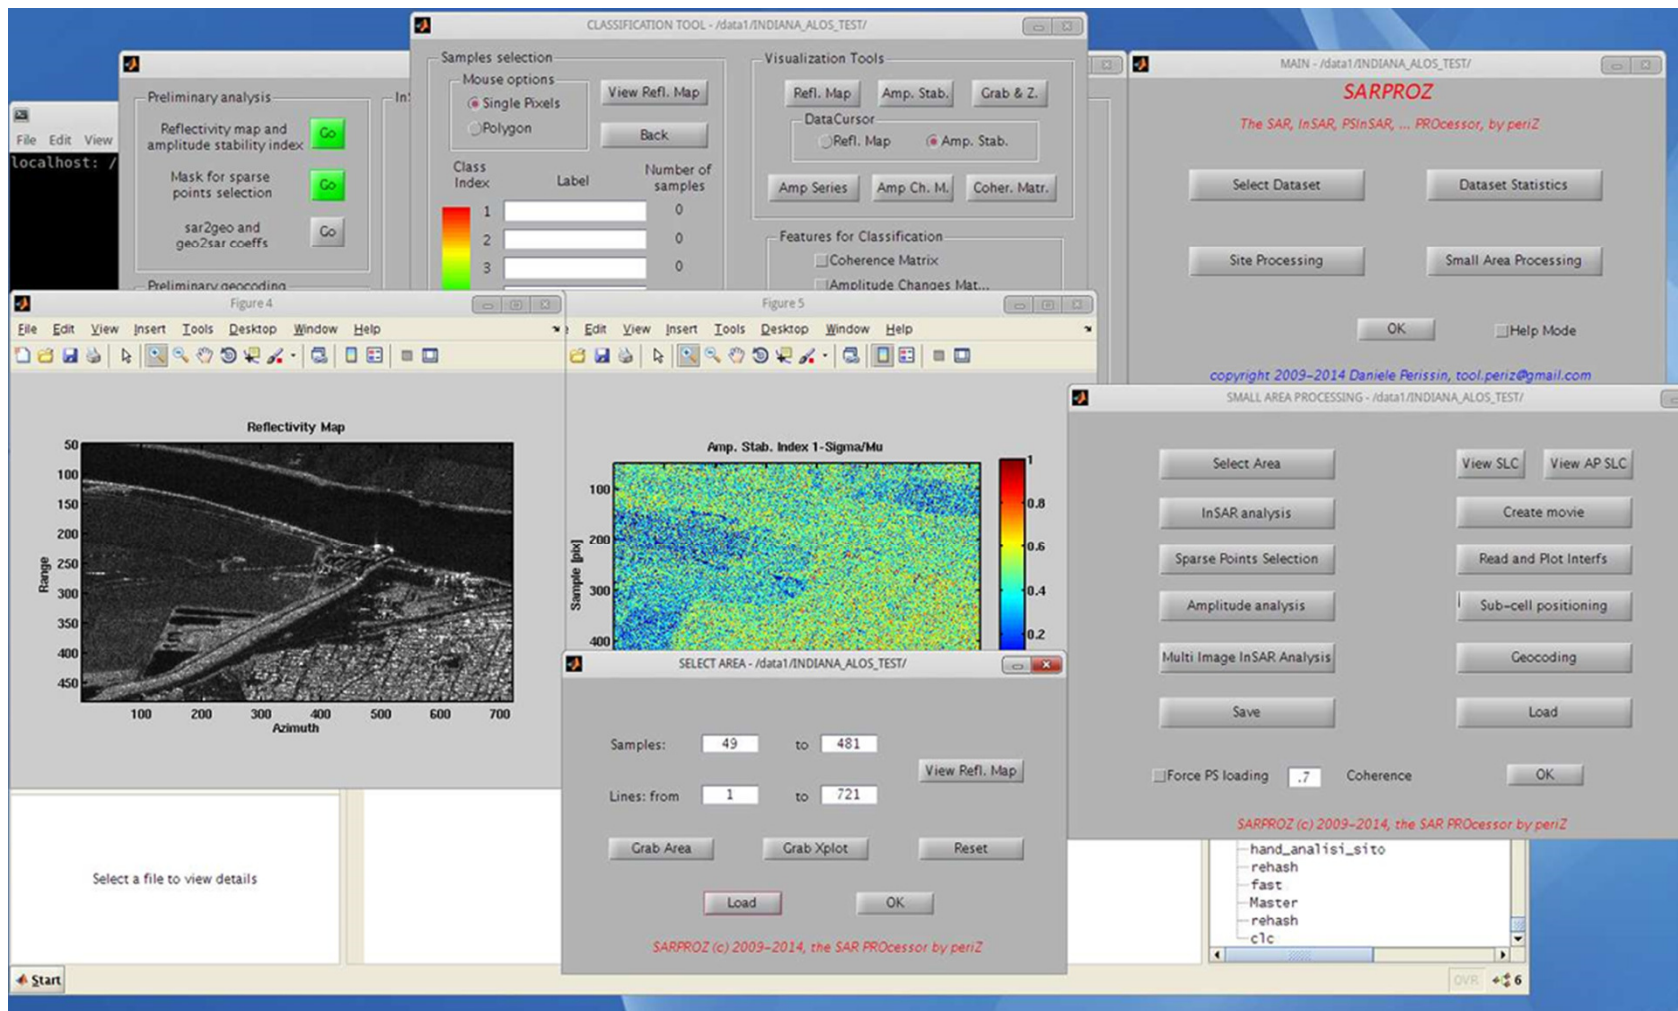 CLASSIFICATION TOOL - /data1/INDIANA_ALOS_TEST/
Samples selection
Mouse options
Single Pixels
Polygon
View Refl. Map
Back
Class Index
Label
Number of samples
1
0
2
0
3
0
Visualization Tools
Refl. Map
Amp. Stab.
Grab & Z.
DataCursor
Refl. Map
Amp. Stab.
Amp Series
Amp Ch. M.
Coher. Matr.
Features for Classification
Coherence Matrix
Amplitude Changes Mat...
Preliminary analysis
Reflectivity map and
amplitude stability index
Go
Mask for sparse
points selection
Go
sar2geo and
geo2sar coeffs
Go
Preliminary geocoding
File Edit View
localhost: /
MAIN - /data1/INDIANA_ALOS_TEST/
SARPROZ
The SAR, InSAR, PSInSAR, ... PROcessor, by periZ
Select Dataset
Dataset Statistics
Site Processing
Small Area Processing
OK
Help Mode
copyright 2009-2014 Daniele Perissin, tool.periz@gmail.com
Figure 4
File Edit View Insert Tools Desktop Window Help
Reflectivity Map
50
100
150
200
250
300
350
400
450
Range
100 200 300 400 500 600 700
Azimuth
Figure 5
Edit View Insert Tools Desktop Window Help
Amp. Stab. Index 1-Sigma/Mu
100
200
300
400
Sample [pix]
1
0.8
0.6
0.4
0.2
SMALL AREA PROCESSING - /data1/INDIANA_ALOS_TEST/
Select Area
View SLC
View AP SLC
InSAR analysis
Create movie
Sparse Points Selection
Read and Plot Interfs
Amplitude analysis
Sub-cell positioning
Multi Image InSAR Analysis
Geocoding
Save
Load
Force PS loading
.7
Coherence
OK
SARPROZ (c) 2009-2014, the SAR PROcessor by periZ
SELECT AREA - /data1/INDIANA_ALOS_TEST/
Samples: 49 to 481
View Refl. Map
Lines: from 1 to 721
Grab Area
Grab Xplot
Reset
Load
OK
SARPROZ (c) 2009-2014, the SAR PROcessor by periZ
Select a file to view details
hand_analisi_sito
rehash
fast
Master
rehash
clc
Start
OVR
6